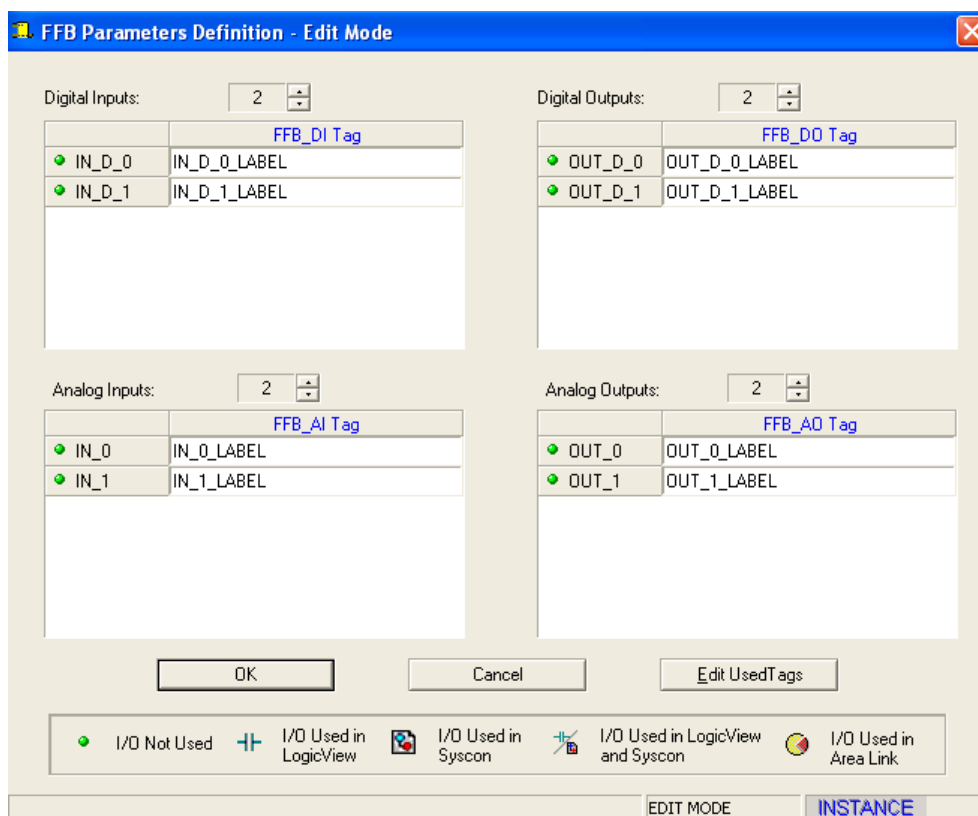 FFB Parameters Definition - Edit Mode
Digital Inputs: 2
Digital Outputs: 2
FFB_DI Tag
IN_D_0 IN_D_0_LABEL
IN_D_1 IN_D_1_LABEL
FFB_DO Tag
OUT_D_0 OUT_D_0_LABEL
OUT_D_1 OUT_D_1_LABEL
Analog Inputs: 2
Analog Outputs: 2
FFB_AI Tag
IN_0 IN_0_LABEL
IN_1 IN_1_LABEL
FFB_AO Tag
OUT_0 OUT_0_LABEL
OUT_1 OUT_1_LABEL
OK
Cancel
Edit UsedTags
I/O Not Used
I/O Used in
LogicView
I/O Used in
Syscon
I/O Used in LogicView
and Syscon
I/O Used in
Area Link
EDIT MODE
INSTANCE